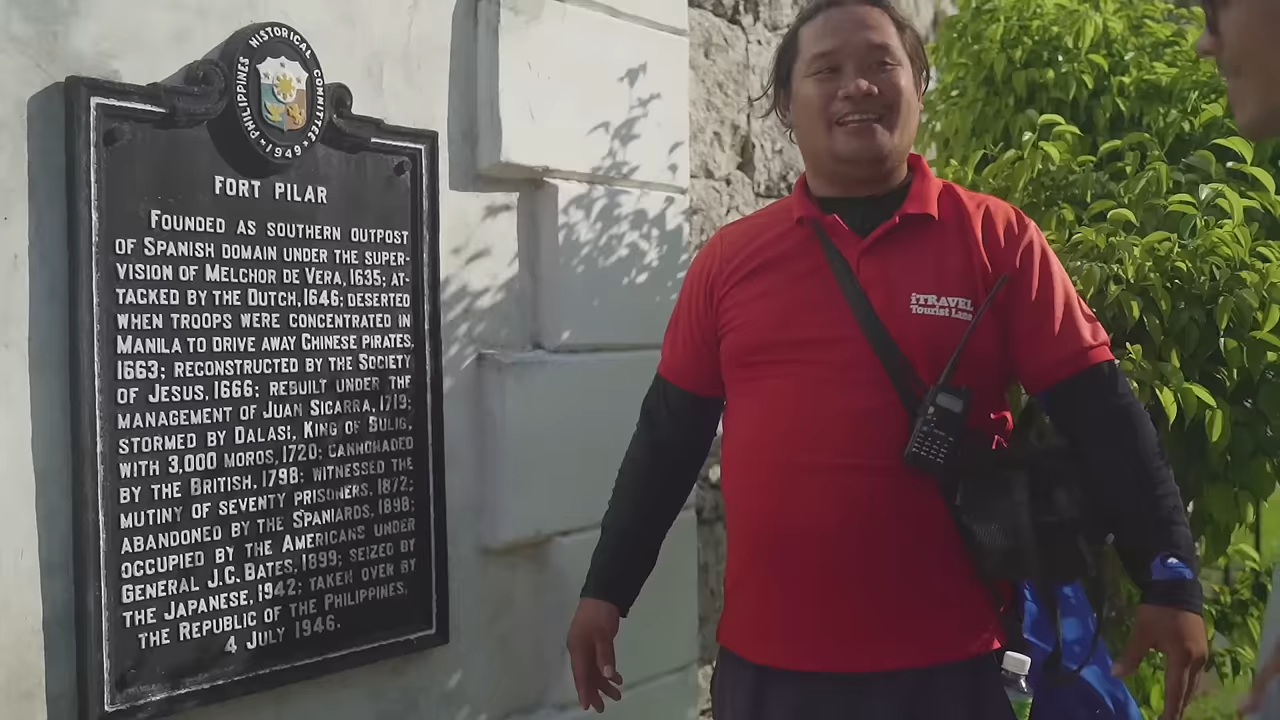 PHILIPPINES HISTORICAL COMMITTEE
★ 1949 ★
FORT PILAR
FOUNDED AS SOUTHERN OUTPOST
OF SPANISH DOMAIN UNDER THE SUPER-
VISION OF MELCHOR DE VERA, 1635; AT-
TACKED BY THE DUTCH, 1646; DESERTED
WHEN TROOPS WERE CONCENTRATED IN
MANILA TO DRIVE AWAY CHINESE PIRATES,
1663; RECONSTRUCTED BY THE SOCIETY
OF JESUS, 1666; REBUILT UNDER THE
MANAGEMENT OF JUAN SICARRA, 1719;
STORMED BY DALASI, KING OF BULIG,
WITH 3,000 MOROS, 1720; CANNONADED
BY THE BRITISH, 1798; WITNESSED THE
MUTINY OF SEVENTY PRISONERS, 1872;
ABANDONED BY THE SPANIARDS, 1898;
OCCUPIED BY THE AMERICANS UNDER
GENERAL J.C. BATES, 1899; SEIZED BY
THE JAPANESE, 1942; TAKEN OVER BY
THE REPUBLIC OF THE PHILIPPINES,
4 JULY 1946.
iTRAVEL
Tourist Lane